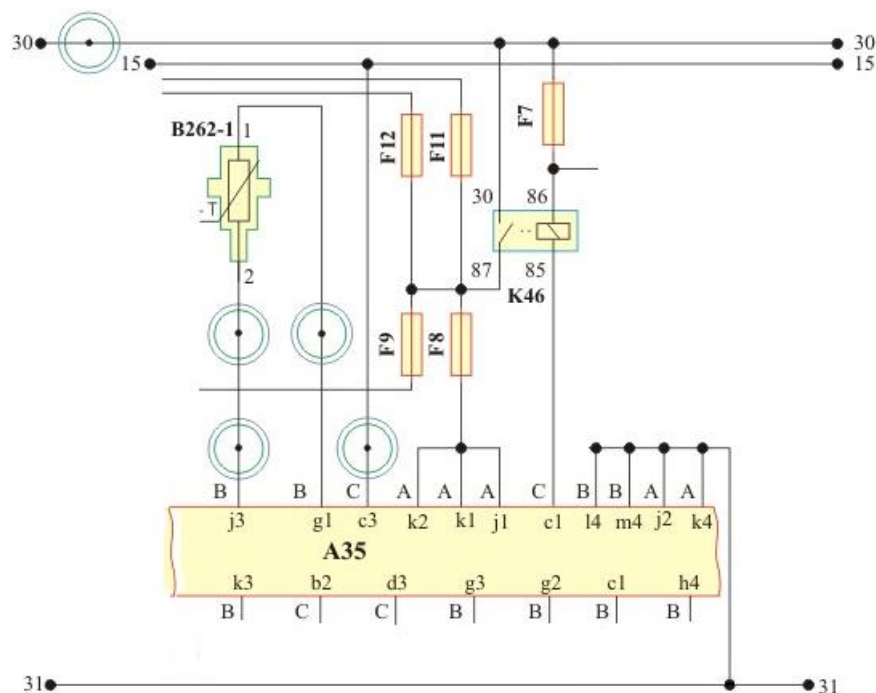 30 30
15 15
B262-1 1
F12 F11 F7
- T
30 86
2 87 85
K46
F9 F8
B B C A A A C B B A A
j3 g1 c3 k2 k1 j1 c1 l4 m4 j2 k4
A35
k3 b2 d3 g3 g2 c1 h4
B C C B B B B
31 31